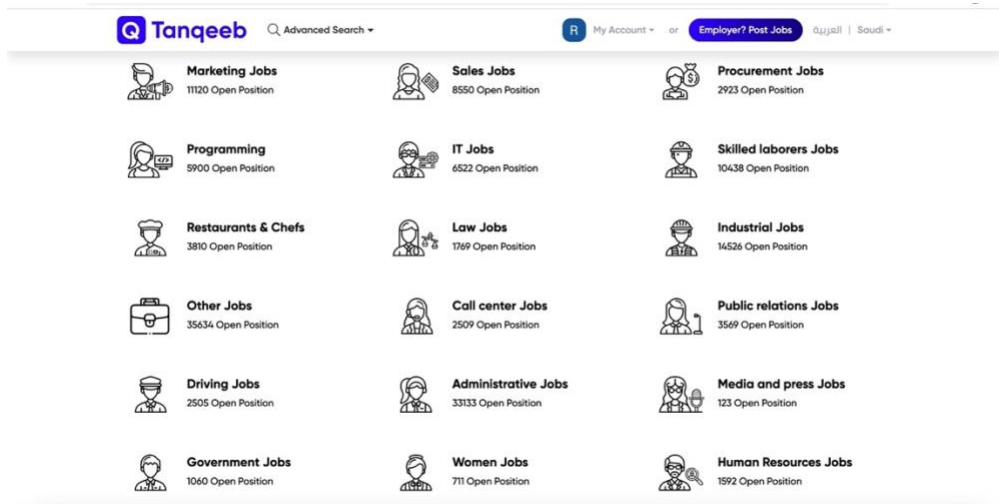 Tanqeeb Advanced Search R My Account or Employer? Post Jobs العربية | Saudi
Marketing Jobs
11120 Open Position
Sales Jobs
8550 Open Position
Procurement Jobs
2923 Open Position
Programming
5900 Open Position
IT Jobs
6522 Open Position
Skilled laborers Jobs
10438 Open Position
Restaurants & Chefs
3810 Open Position
Law Jobs
1769 Open Position
Industrial Jobs
14526 Open Position
Other Jobs
35634 Open Position
Call center Jobs
2509 Open Position
Public relations Jobs
3569 Open Position
Driving Jobs
2505 Open Position
Administrative Jobs
33133 Open Position
Media and press Jobs
123 Open Position
Government Jobs
1060 Open Position
Women Jobs
711 Open Position
Human Resources Jobs
1592 Open Position